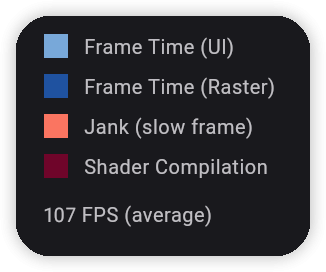 Frame Time (UI)
Frame Time (Raster)
Jank (slow frame)
Shader Compilation
107 FPS (average)